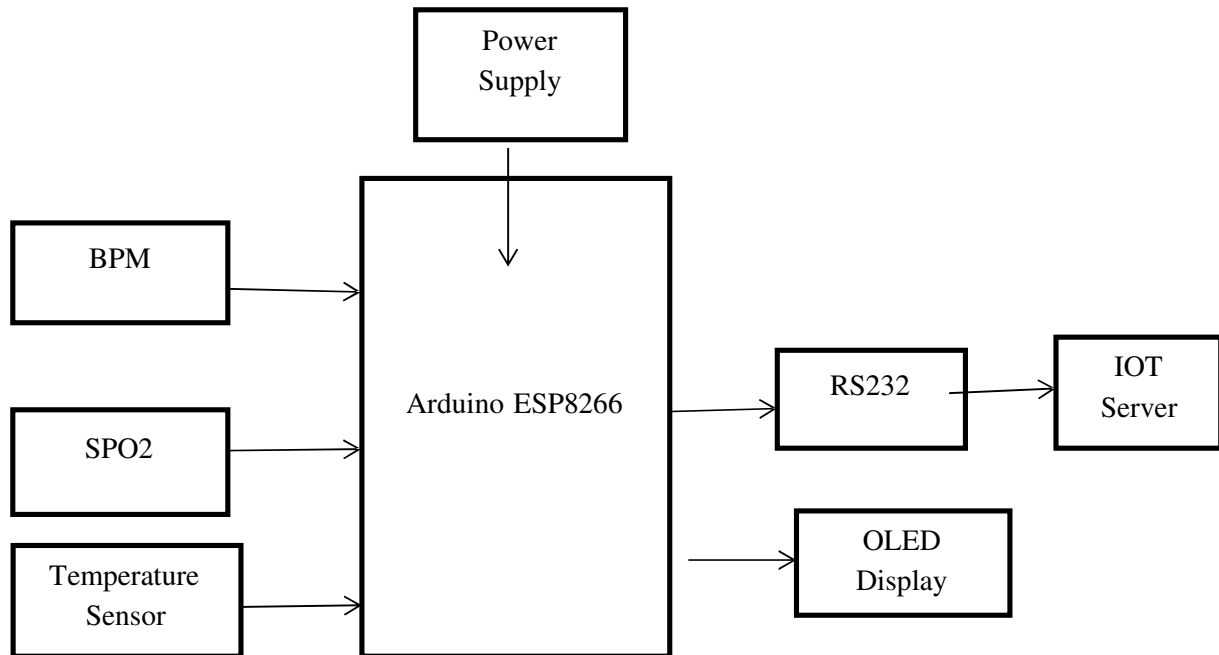 Power
Supply
BPM
SPO2
Temperature
Sensor
Arduino ESP8266
RS232
IOT
Server
OLED
Display